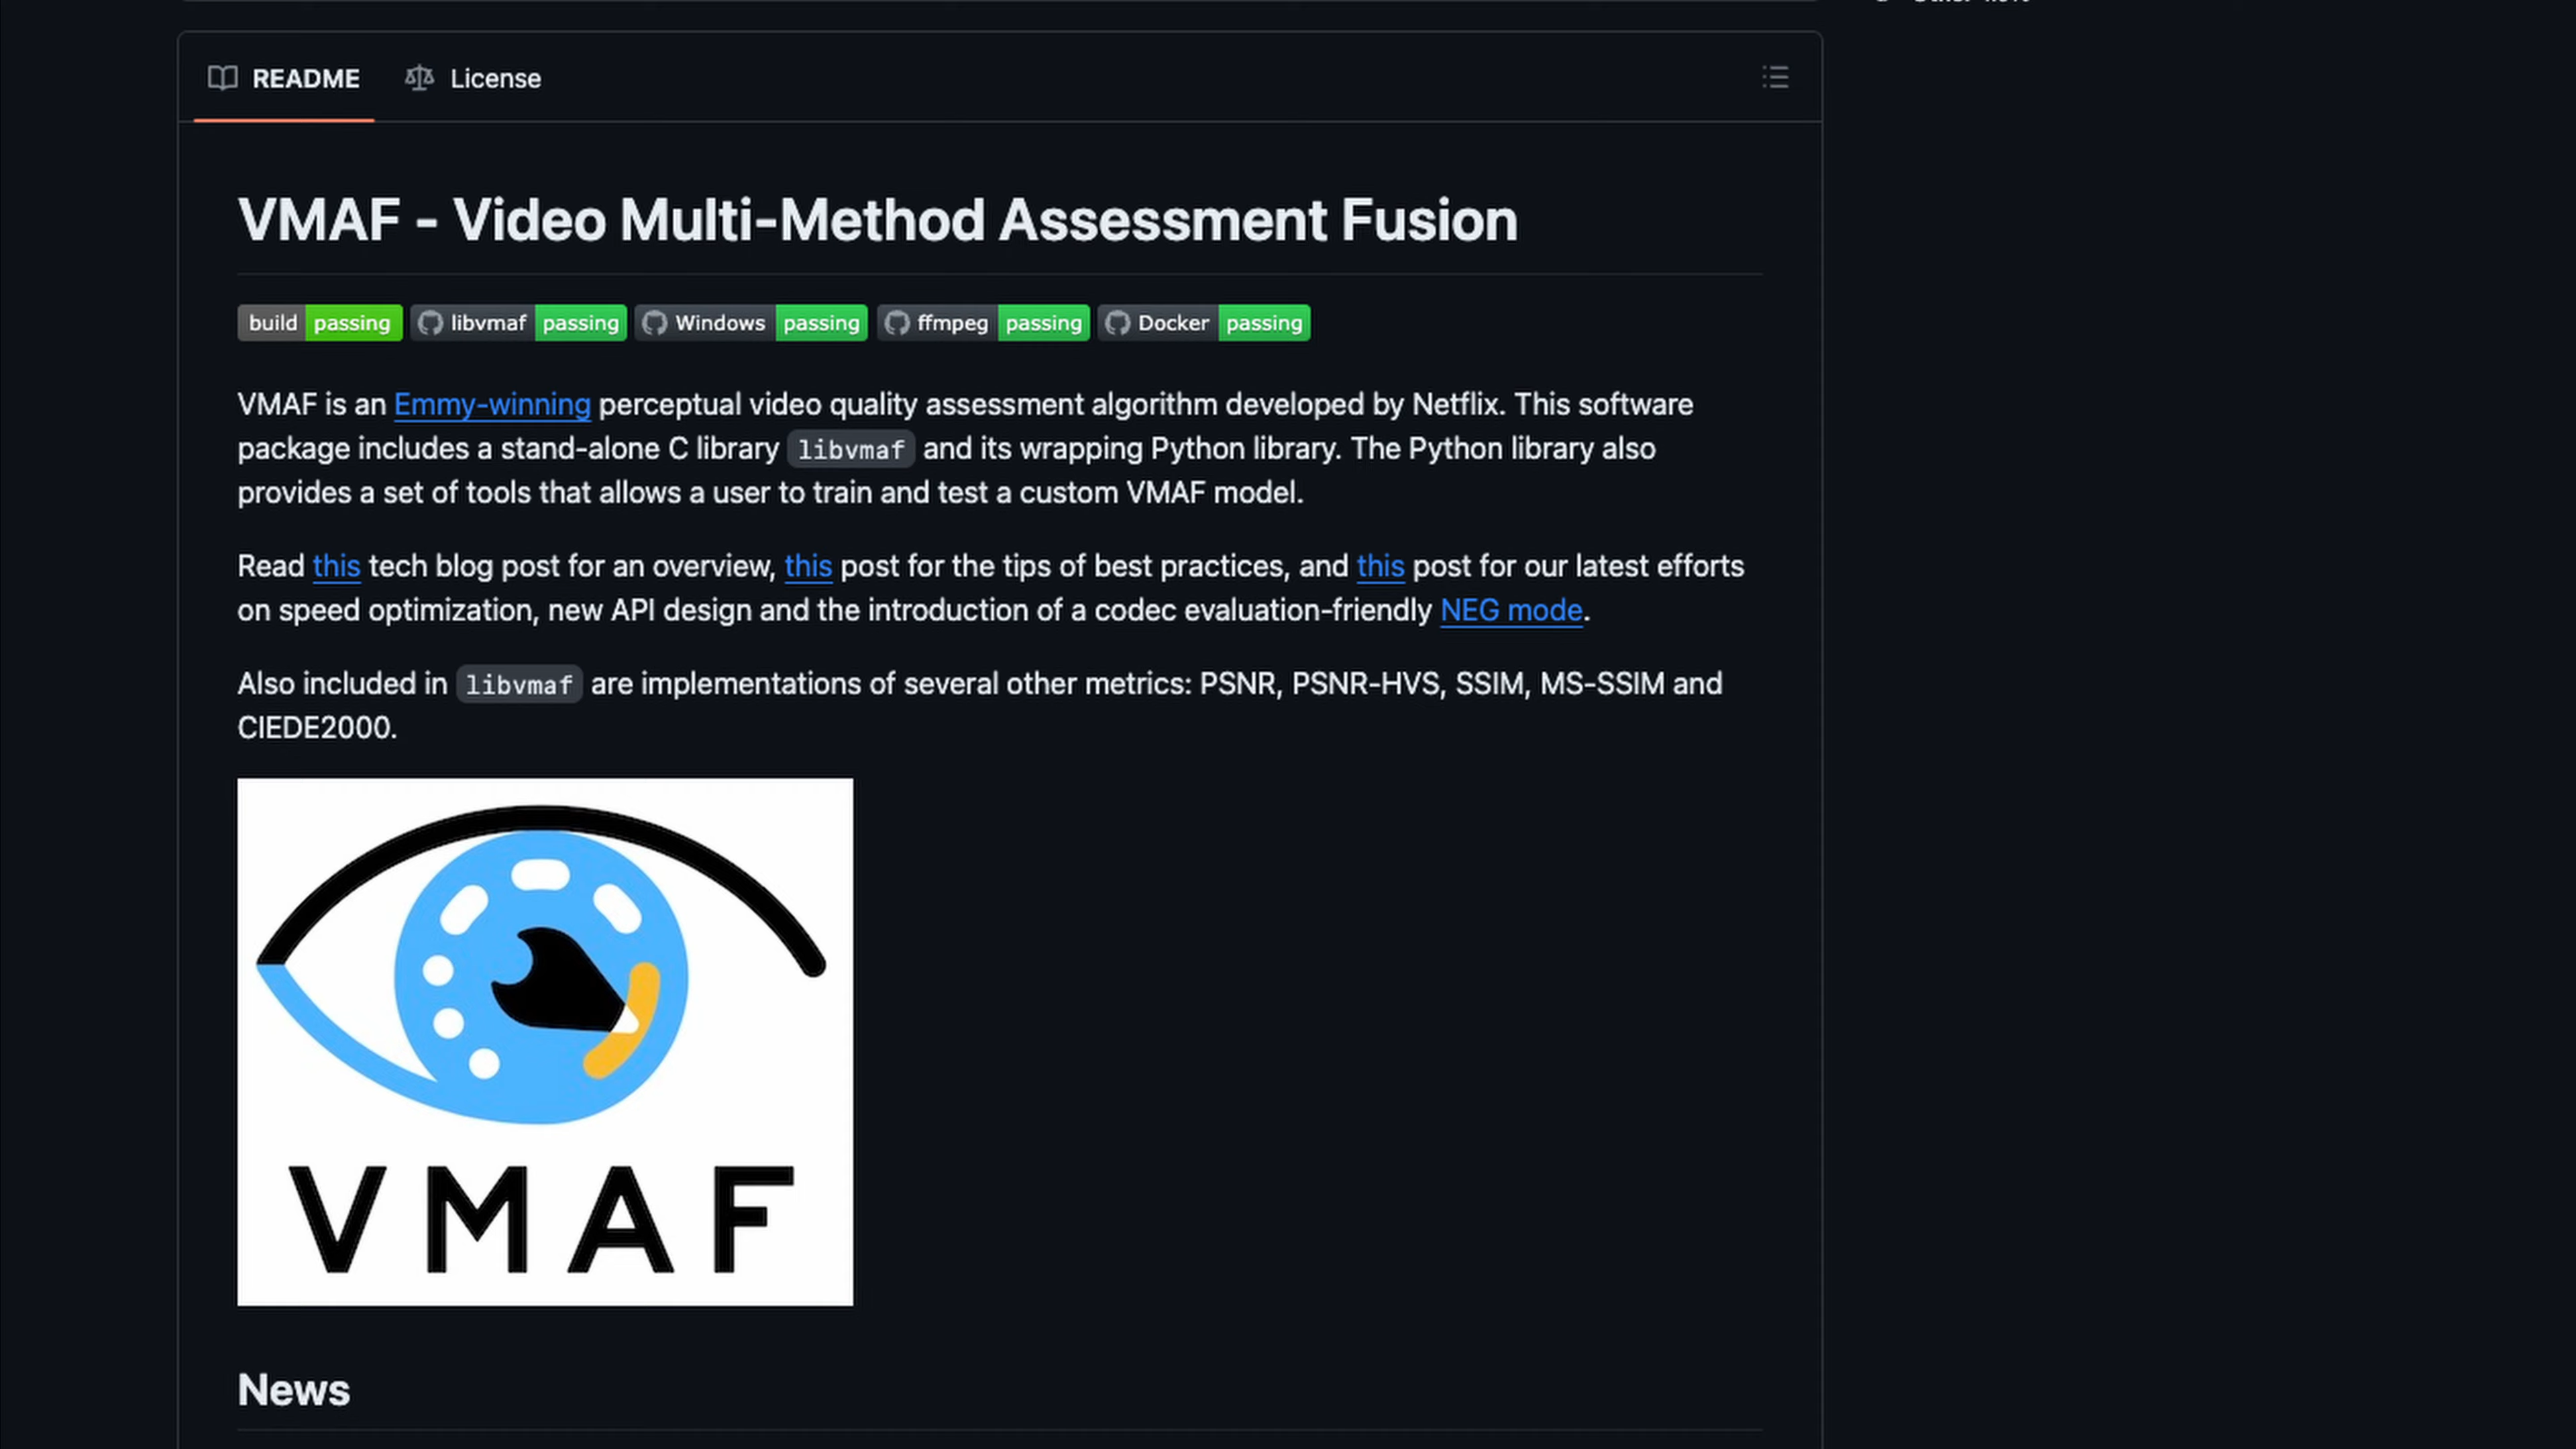 README License
VMAF - Video Multi-Method Assessment Fusion
build passing libvmaf passing Windows passing ffmpeg passing Docker passing
VMAF is an Emmy-winning perceptual video quality assessment algorithm developed by Netflix. This software
package includes a stand-alone C library libvmaf and its wrapping Python library. The Python library also
provides a set of tools that allows a user to train and test a custom VMAF model.
Read this tech blog post for an overview, this post for the tips of best practices, and this post for our latest efforts
on speed optimization, new API design and the introduction of a codec evaluation-friendly NEG mode.
Also included in libvmaf are implementations of several other metrics: PSNR, PSNR-HVS, SSIM, MS-SSIM and
CIEDE2000.
VMAF
News